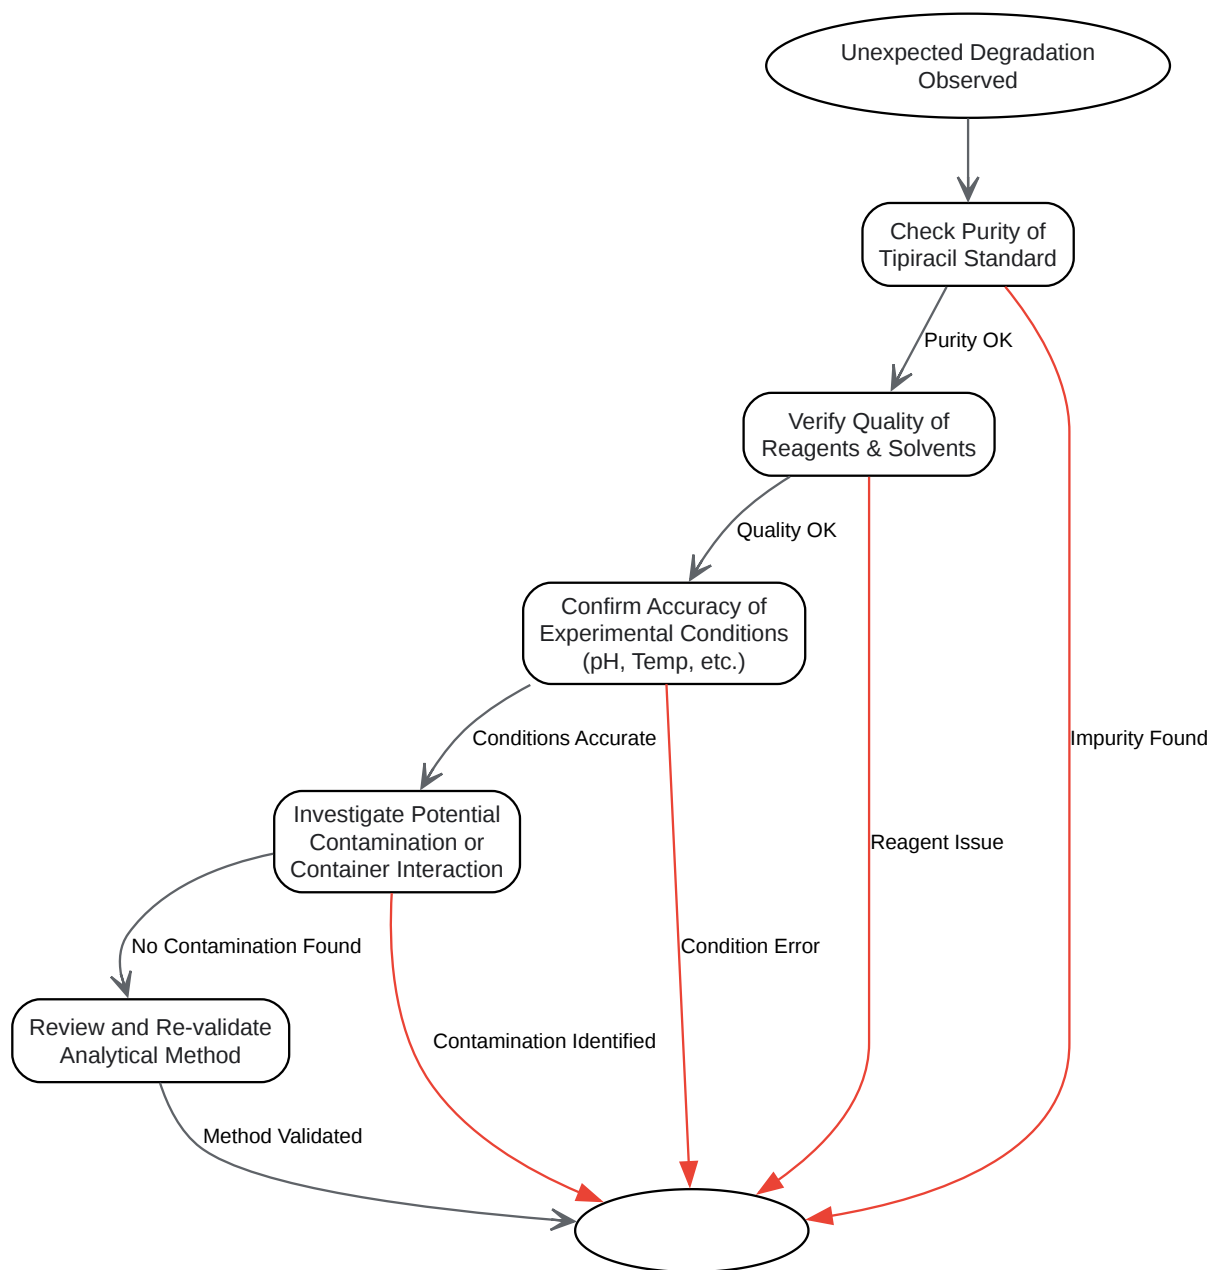 Unexpected Degradation
Observed
Check Purity of
Tipiracil Standard
Purity OK
Verify Quality of
Reagents & Solvents
Quality OK
Confirm Accuracy of
Experimental Conditions
(pH, Temp, etc.)
Conditions Accurate
Impurity Found
Investigate Potential
Contamination or
Container Interaction
Reagent Issue
No Contamination Found
Condition Error
Review and Re-validate
Analytical Method
Contamination Identified
Method Validated